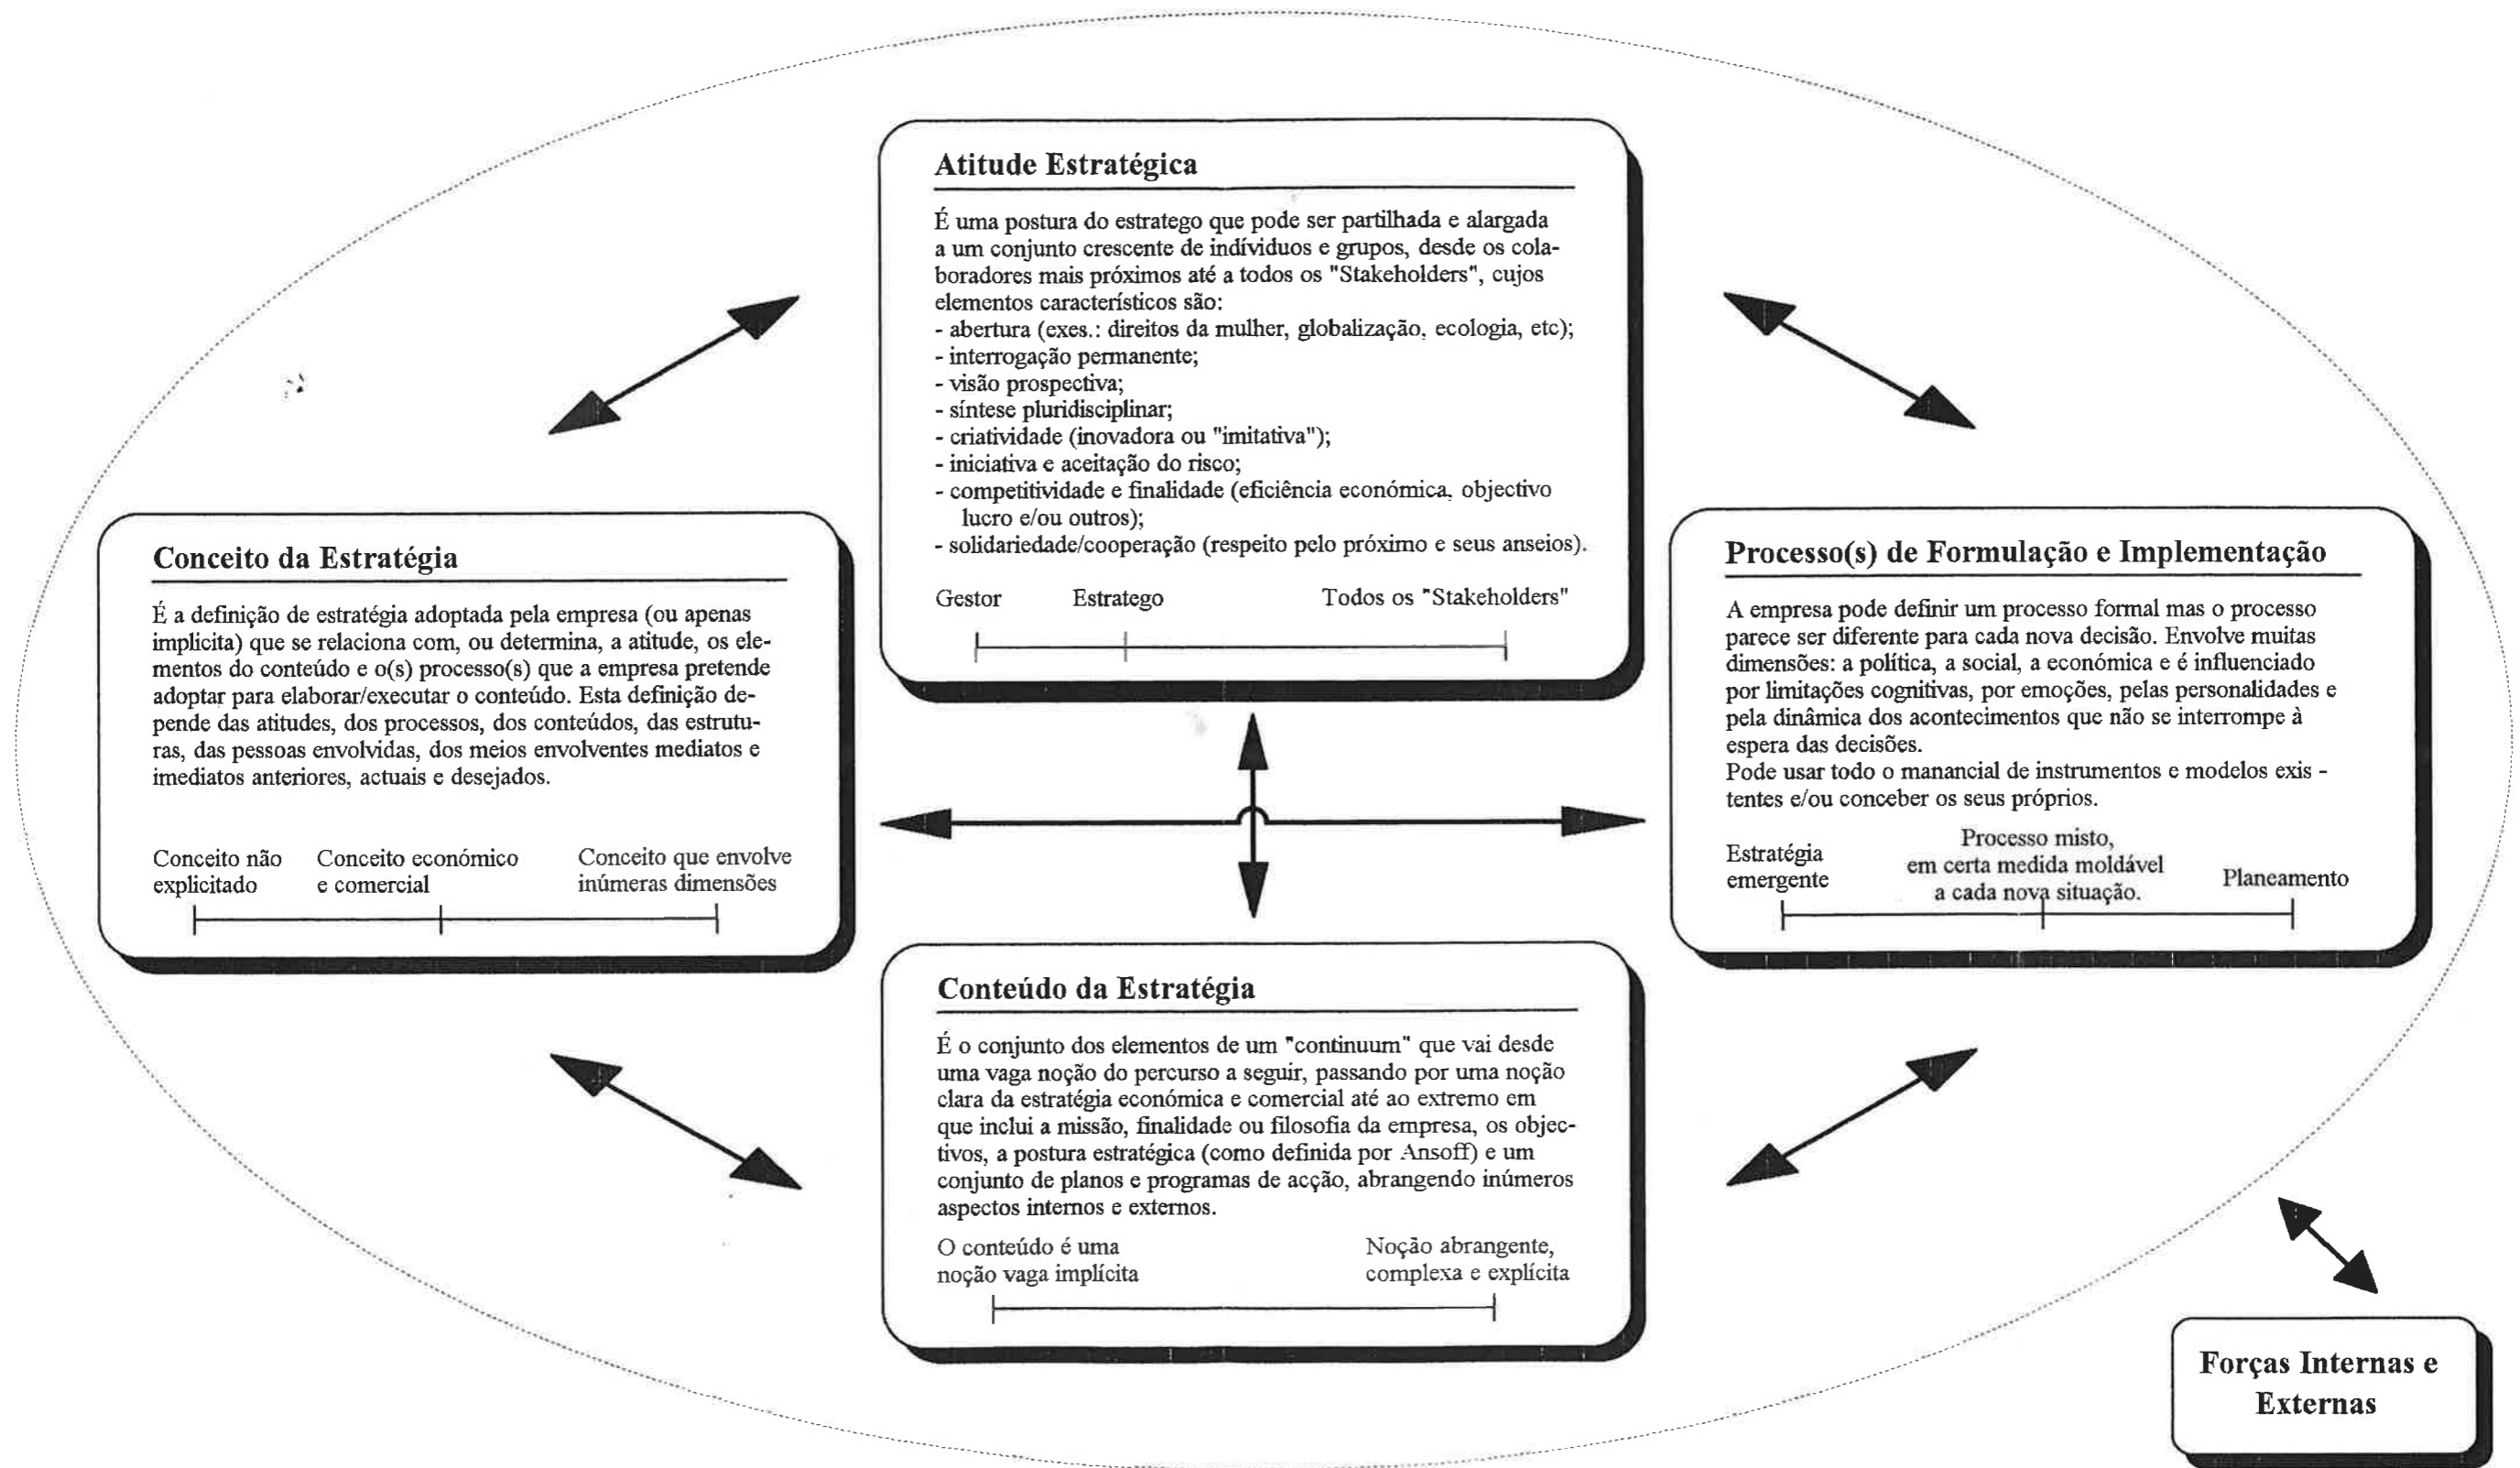 Atitude Estratégica
É uma postura do estratego que pode ser partilhada e alargada
a um conjunto crescente de indíviduos e grupos, desde os cola-
boradores mais próximos até a todos os "Stakeholders", cujos
elementos característicos são:
- abertura (exes.: direitos da mulher, globalização, ecologia, etc);
- interrogação permanente;
- visão prospectiva;
- síntese pluridisciplinar;
- criatividade (inovadora ou "imitativa");
- iniciativa e aceitação do risco;
- competitividade e finalidade (eficiência económica, objectivo
lucro e/ou outros);
- solidariedade/cooperação (respeito pelo próximo e seus anseios).
Gestor Estratego Todos os "Stakeholders"
Conceito da Estratégia
É a definição de estratégia adoptada pela empresa (ou apenas
implicita) que se relaciona com, ou determina, a atitude, os ele-
mentos do conteúdo e o(s) processo(s) que a empresa pretende
adoptar para elaborar/executar o conteúdo. Esta definição de-
pende das atitudes, dos processos, dos conteúdos, das estrutu-
ras, das pessoas envolvidas, dos meios envolventes mediatos e
imediatos anteriores, actuais e desejados.
Conceito não
explicitado
Conceito económico
e comercial
Conceito que envolve
inúmeras dimensões
Processo(s) de Formulação e Implementação
A empresa pode definir um processo formal mas o processo
parece ser diferente para cada nova decisão. Envolve muitas
dimensões: a política, a social, a económica e é influenciado
por limitações cognitivas, por emoções, pelas personalidades e
pela dinâmica dos acontecimentos que não se interrompe à
espera das decisões.
Pode usar todo o manancial de instrumentos e modelos exis -
tentes e/ou conceber os seus próprios.
Estratégia
emergente
Processo misto,
em certa medida moldável
a cada nova situação.
Planeamento
Conteúdo da Estratégia
É o conjunto dos elementos de um "continuum" que vai desde
uma vaga noção do percurso a seguir, passando por uma noção
clara da estratégia económica e comercial até ao extremo em
que inclui a missão, finalidade ou filosofia da empresa, os objec-
tivos, a postura estratégica (como definida por Ansoff) e um
conjunto de planos e programas de acção, abrangendo inúmeros
aspectos internos e externos.
O conteúdo é uma
noção vaga implícita
Noção abrangente,
complexa e explícita
Forças Internas e
Externas